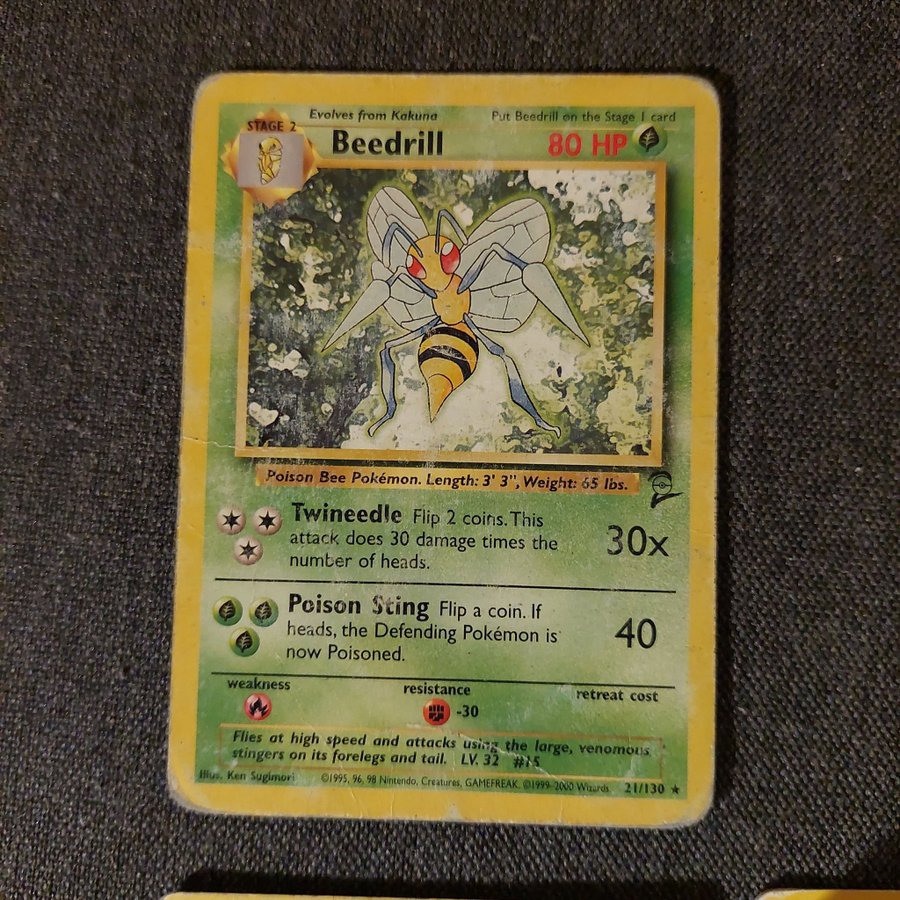 Evolves from Kakuna
Put Beedrill on the Stage 1 card
STAGE 2
Beedrill
80 HP
Poison Bee Pokémon. Length: 3' 3", Weight: 65 lbs.
Twineedle Flip 2 coins. This
attack does 30 damage times the
number of heads.
30x
Poison Sting Flip a coin. If
heads, the Defending Pokémon is
now Poisoned.
40
weakness
resistance
retreat cost
-30
Flies at high speed and attacks using the large, venomous
stingers on its forelegs and tail. LV. 32 #15
Illus. Ken Sugimori
©1995, 96, 98 Nintendo, Creatures, GAMEFREAK. ©1999-2000 Wizards.
21/130 ★